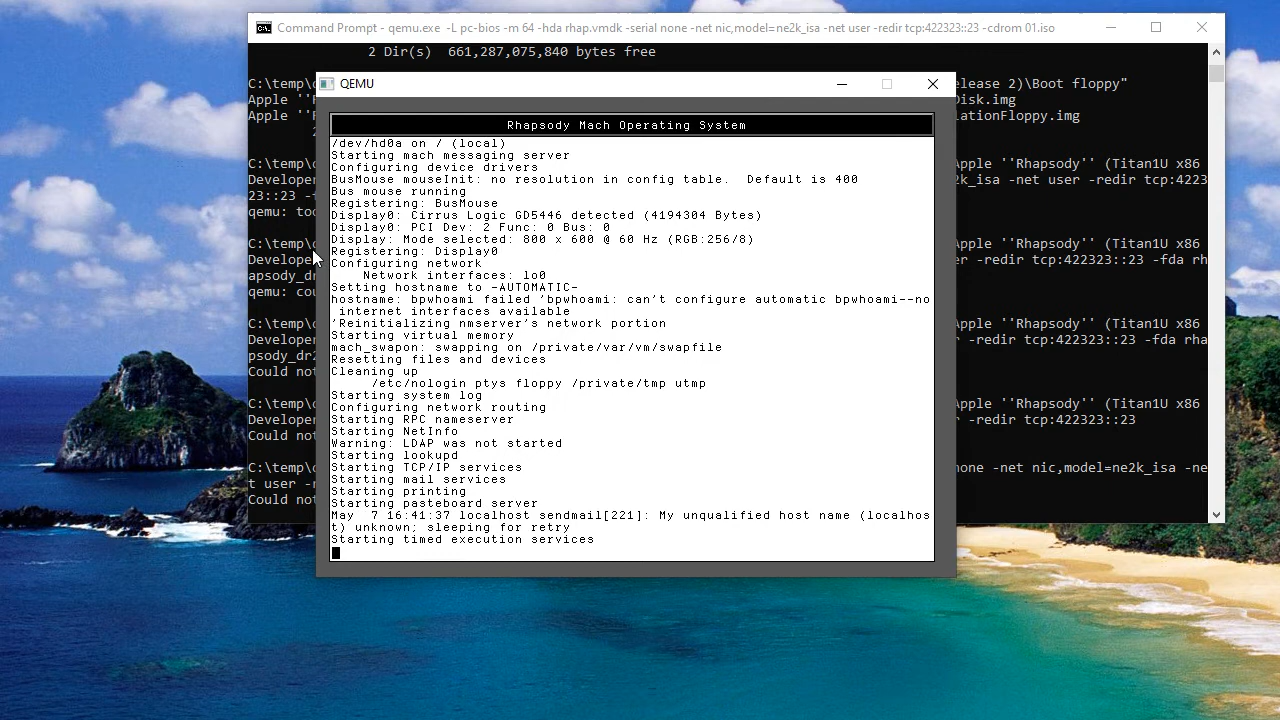 Command Prompt - qemu.exe -L pc-bios -m 64 -hda rhap.vmdk -serial none -net nic,model=ne2k_isa -net user -redir tcp:422323::23 -cdrom 01.iso
2 Dir(s)  661,287,075,840 bytes free
C:\temp\
Apple ''
Apple ''
elease 2)\Boot floppy"
Disk.img
lationFloppy.img
C:\temp\
Developer
23::23 -
qemu: too
Apple ''Rhapsody'' (Titan1U x86
2k_isa -net user -redir tcp:4223
C:\temp\
Develope
apsody_dr
qemu: cou
Apple ''Rhapsody'' (Titan1U x86
er -redir tcp:422323::23 -fda rh
C:\temp\
Develope
psody_dr2
Could not
Apple ''Rhapsody'' (Titan1U x86
-redir tcp:422323::23 -fda rha
C:\temp\
Developer
Could not
Apple ''Rhapsody'' (Titan1U x86
-redir tcp:422323::23
C:\temp\
t user -
Could not
none -net nic,model=ne2k_isa -ne
QEMU
Rhapsody Mach Operating System
/dev/hd0a on / (local)
Starting mach messaging server
Configuring device drivers
BusMouse mouseInit: no resolution in config table.  Default is 400
Bus mouse running
Registering: BusMouse
Display0: Cirrus Logic GD5446 detected (4194304 Bytes)
Display0: PCI Dev: 2 Func: 0 Bus: 0
Display: Mode selected: 800 x 600 @ 60 Hz (RGB:256/8)
Registering: Display0
Configuring network
Network interfaces: lo0
Setting hostname to -AUTOMATIC-
hostname: bpwhoami failed 'bpwhoami: can't configure automatic bpwhoami--no
internet interfaces available
'Reinitializing nmserver's network portion
Starting virtual memory
mach_swapon: swapping on /private/var/vm/swapfile
Resetting files and devices
Cleaning up
/etc/nologin ptys floppy /private/tmp utmp
Starting system log
Configuring network routing
Starting RPC nameserver
Starting NetInfo
Warning: LDAP was not started
Starting lookupd
Starting TCP/IP services
Starting mail services
Starting printing
Starting pasteboard server
May  7 16:41:37 localhost sendmail[221]: My unqualified host name (localhos
t) unknown; sleeping for retry
Starting timed execution services